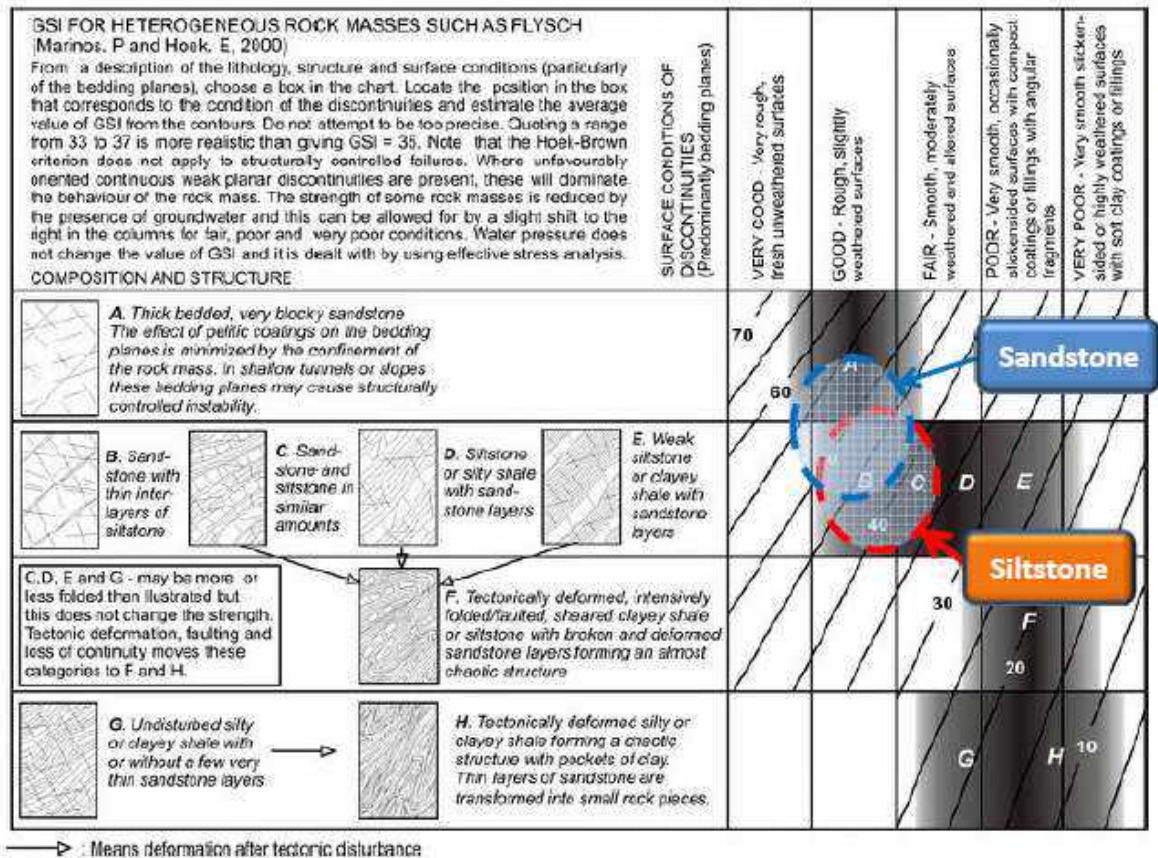 GSI FOR HETEROGENEOUS ROCK MASSES SUCH AS FLYSCH
(Marinos. P and Hoek. E, 2000)
From a description of the lithology, structure and surface conditions (particularly
of the bedding planes), choose a box in the chart. Locate the position in the box
that corresponds to the condition of the discontinuities and estimate the average
value of GSI from the contours. Do not attempt to be too precise. Quoting a range
from 33 to 37 is more realistic than giving GSI = 35. Note that the Hoek-Brown
criterion does not apply to structurally controlled failures. Where unfavourably
oriented continuous weak planar discontinuities are present, these will dominate
the behaviour of the rock mass. The strength of some rock masses is reduced by
the presence of groundwater and this can be allowed for by a slight shift to the
right in the columns for fair, poor and very poor conditions. Water pressure does
not change the value of GSI and it is dealt with by using effective stress analysis.
COMPOSITION AND STRUCTURE
SURFACE CONDITIONS OF
DISCONTINUITIES
(Predominantly bedding planes)
VERY GOOD - Very rough,
fresh unweathered surfaces
GOOD - Rough, slightly
weathered surfaces
FAIR - Smooth, moderately
weathered and altered surfaces
POOR - Very smooth, occasionally
slickensided surfaces with compact
coatings or fillings with angular
fragments
VERY POOR - Very smooth slicken-
sided or highly weathered surfaces
with soft clay coatings or fillings
A. Thick bedded, very blocky sandstone
The effect of pelitic coatings on the bedding
planes is minimized by the confinement of
the rock mass. In shallow tunnels or slopes
these bedding planes may cause structurally
controlled instability.
70
60
A
Sandstone
B. Sand-
stone with
thin inter-
layers of
siltstone
C. Sand-
stone and
siltstone in
similar
amounts
D. Siltstone
or silty shale
with sand-
stone layers
E. Weak
siltstone
or clayey
shale with
sandstone
layers
B
C
D
E
40
Siltstone
C,D, E and G - may be more or
less folded than illustrated but
this does not change the strength.
Tectonic deformation, faulting and
loss of continuity moves these
categories to F and H.
F. Tectonically deformed, intensively
folded/faulted, sheared clayey shale
or siltstone with broken and deformed
sandstone layers forming an almost
chaotic structure
30
F
20
G. Undisturbed silty
or clayey shale with
or without a few very
thin sandstone layers
H. Tectonically deformed silty or
clayey shale forming a chaotic
structure with pockets of clay.
Thin layers of sandstone are
transformed into small rock pieces.
G
H
10
: Means deformation after tectonic disturbance